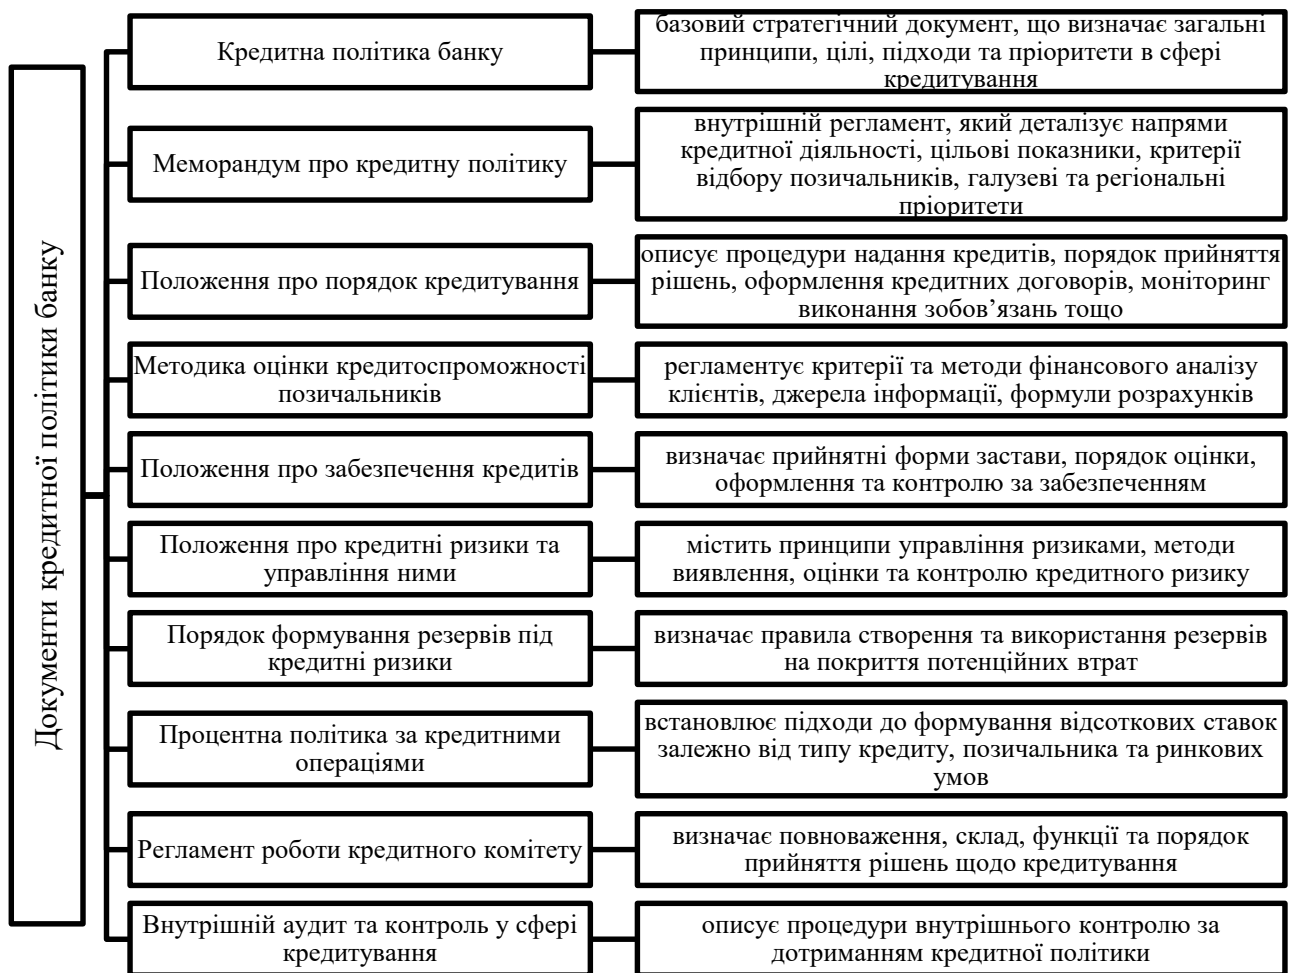 Документи кредитної політики банку
Кредитна політика банку
базовий стратегічний документ, що визначає загальні
принципи, цілі, підходи та пріоритети в сфері
кредитування
Меморандум про кредитну політику
внутрішній регламент, який деталізує напрями
кредитної діяльності, цільові показники, критерії
відбору позичальників, галузеві та регіональні
пріоритети
Положення про порядок кредитування
описує процедури надання кредитів, порядок прийняття
рішень, оформлення кредитних договорів, моніторинг
виконання зобов’язань тощо
Методика оцінки кредитоспроможності
позичальників
регламентує критерії та методи фінансового аналізу
клієнтів, джерела інформації, формули розрахунків
Положення про забезпечення кредитів
визначає прийнятні форми застави, порядок оцінки,
оформлення та контролю за забезпеченням
Положення про кредитні ризики та
управління ними
містить принципи управління ризиками, методи
виявлення, оцінки та контролю кредитного ризику
Порядок формування резервів під
кредитні ризики
визначає правила створення та використання резервів
на покриття потенційних втрат
Процентна політика за кредитними
операціями
встановлює підходи до формування відсоткових ставок
залежно від типу кредиту, позичальника та ринкових
умов
Регламент роботи кредитного комітету
визначає повноваження, склад, функції та порядок
прийняття рішень щодо кредитування
Внутрішній аудит та контроль у сфері
кредитування
описує процедури внутрішнього контролю за
дотриманням кредитної політики